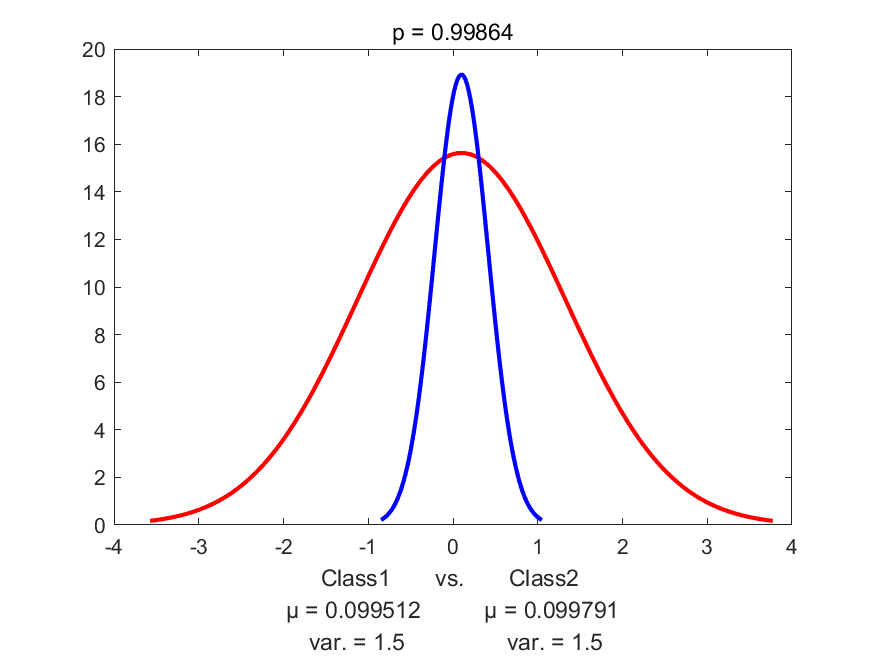 p = 0.99864
20
18
16
14
12
10
8
6
4
2
0
-4 -3 -2 -1 0 1 2 3 4
Class1 vs. Class2
μ = 0.099512 μ = 0.099791
var. = 1.5 var. = 1.5